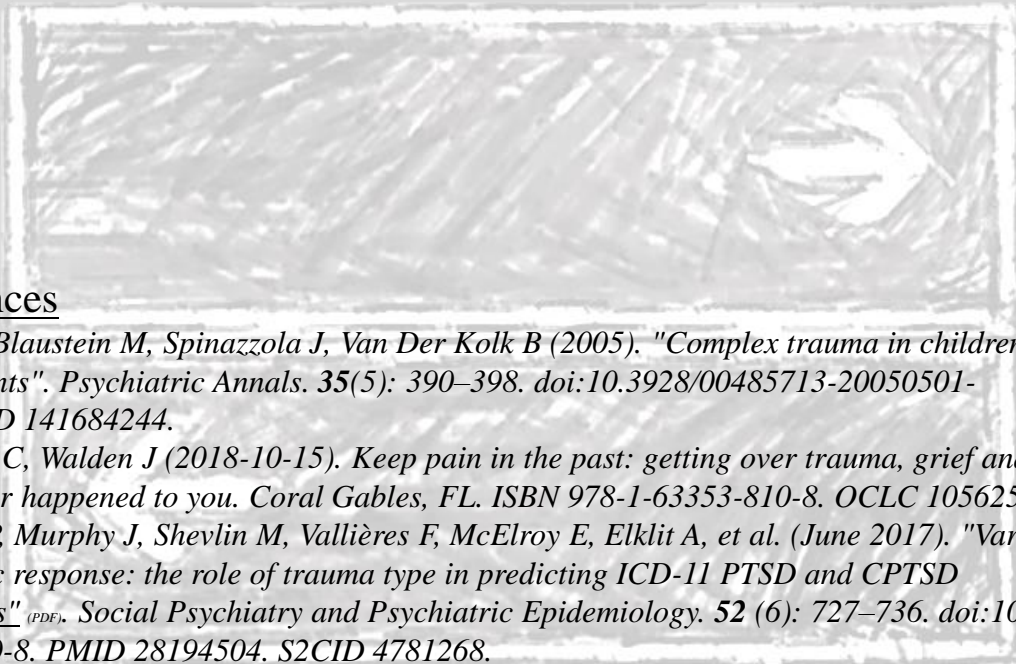 nces
Blaustein M, Spinazzola J, Van Der Kolk B (2005). "Complex trauma in children
nts". Psychiatric Annals. 35(5): 390–398. doi:10.3928/00485713-20050501-
D 141684244.
C, Walden J (2018-10-15). Keep pain in the past: getting over trauma, grief and
r happened to you. Coral Gables, FL. ISBN 978-1-63353-810-8. OCLC 105625
P, Murphy J, Shevlin M, Vallières F, McElroy E, Elklit A, et al. (June 2017). "Var
c response: the role of trauma type in predicting ICD-11 PTSD and CPTSD
s" (PDF). Social Psychiatry and Psychiatric Epidemiology. 52 (6): 727–736. doi:10
0-8. PMID 28194504. S2CID 4781268.